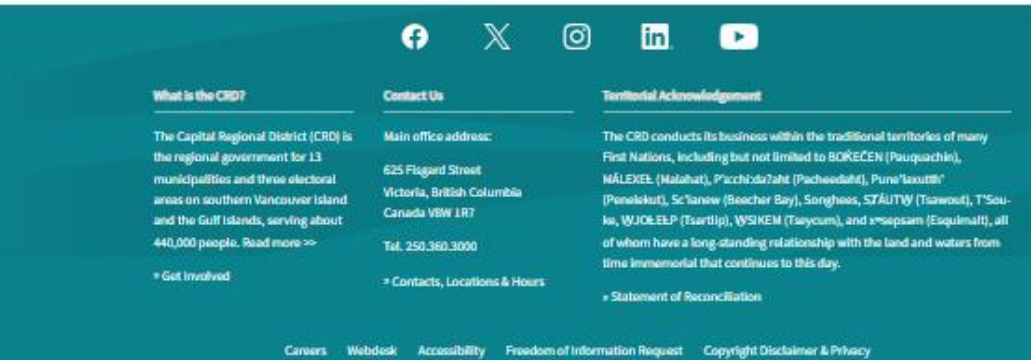 What is the CRD?
The Capital Regional District (CRD) is
the regional government for 13
municipalities and three electoral
areas on southern Vancouver Island
and the Gulf Islands, serving about
440,000 people. Read more >>
» Get Involved
Contact Us
Main office address:
625 Fisgard Street
Victoria, British Columbia
Canada V8W 1R7
Tel. 250.360.3000
» Contacts, Locations & Hours
Territorial Acknowledgement
The CRD conducts its business within the traditional territories of many
First Nations, including but not limited to BOḰEĆEN (Pauquachin),
MÁLEXEȽ (Malahat), P'a:chi:da?aht (Pacheedaht), Pune'laxutth'
(Penelekut), Sc'ianew (Beecher Bay), Songhees, SȾÁUTW̱ (Tsawout), T'Sou-
ke, W̱JOȽEȽP (Tsartlip), W̱SIKEM (Tseycum), and xʷsepsəm (Esquimalt), all
of whom have a long-standing relationship with the land and waters from
time immemorial that continues to this day.
» Statement of Reconciliation
Careers Webdesk Accessibility Freedom of Information Request Copyright Disclaimer & Privacy